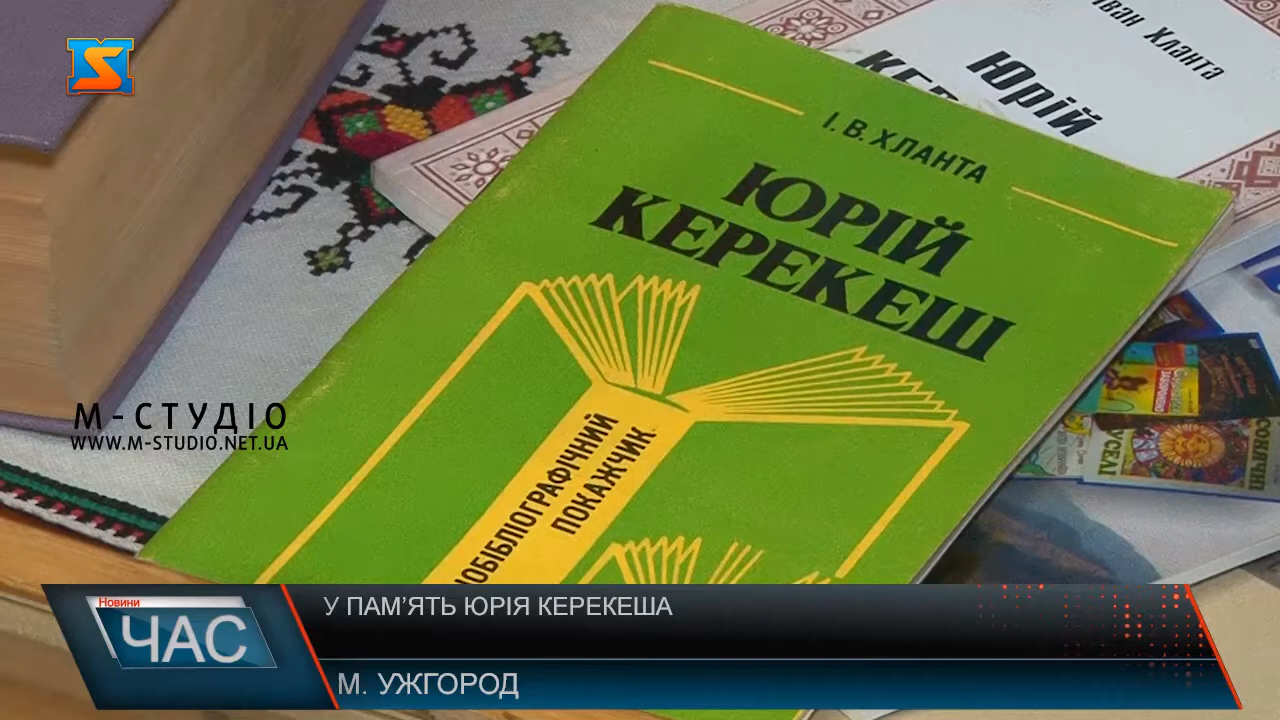 Іван Хланта
Юрій
І. В. ХЛАНТА
ЮРІЙ
КЕРЕКЕШ
ПОКАЖЧИК
М-СТУДІО
WWW.M-STUDIO.NET.UA
Новини
ЧАС
У ПАМ’ЯТЬ ЮРІЯ КЕРЕКЕША
М. УЖГОРОД